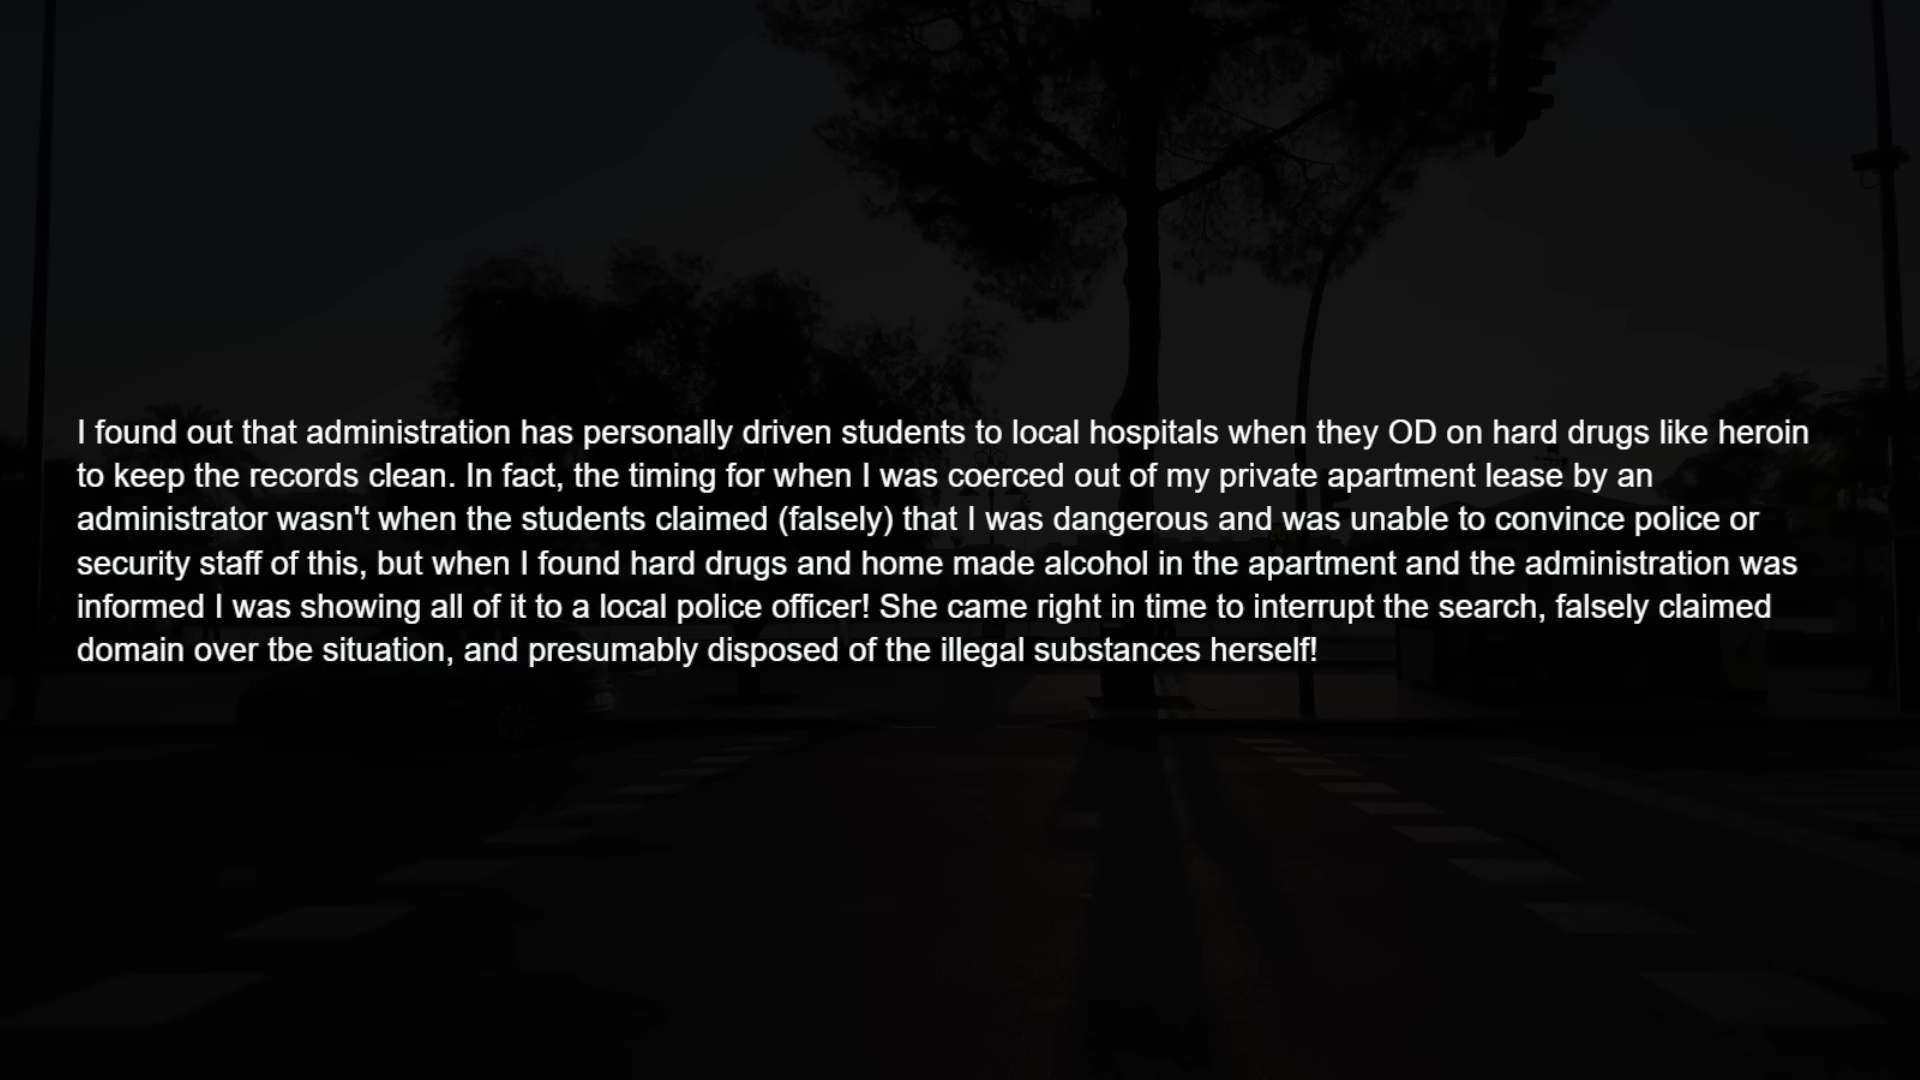 I found out that administration has personally driven students to local hospitals when they OD on hard drugs like heroin
to keep the records clean. In fact, the timing for when I was coerced out of my private apartment lease by an
administrator wasn't when the students claimed (falsely) that I was dangerous and was unable to convince police or
security staff of this, but when I found hard drugs and home made alcohol in the apartment and the administration was
informed I was showing all of it to a local police officer! She came right in time to interrupt the search, falsely claimed
domain over tbe situation, and presumably disposed of the illegal substances herself!